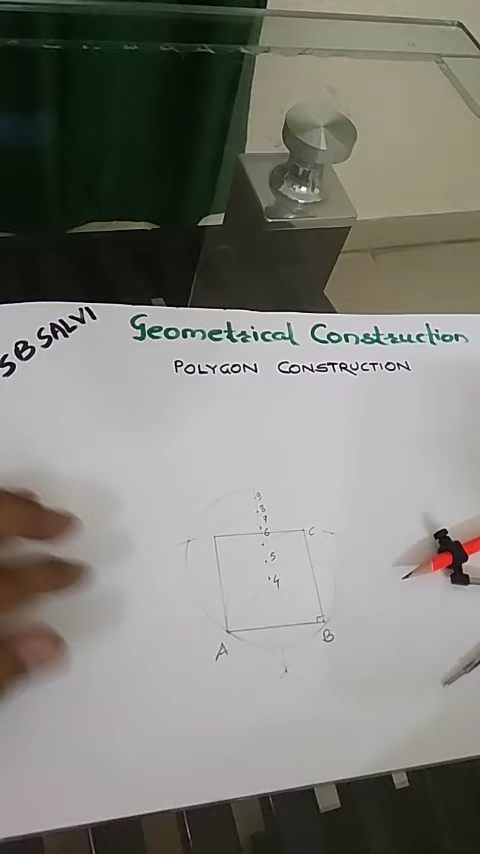 SB SALVI
Geometrical Construction
POLYGON CONSTRUCTION
9
8
7
6
C
5
4
A
B